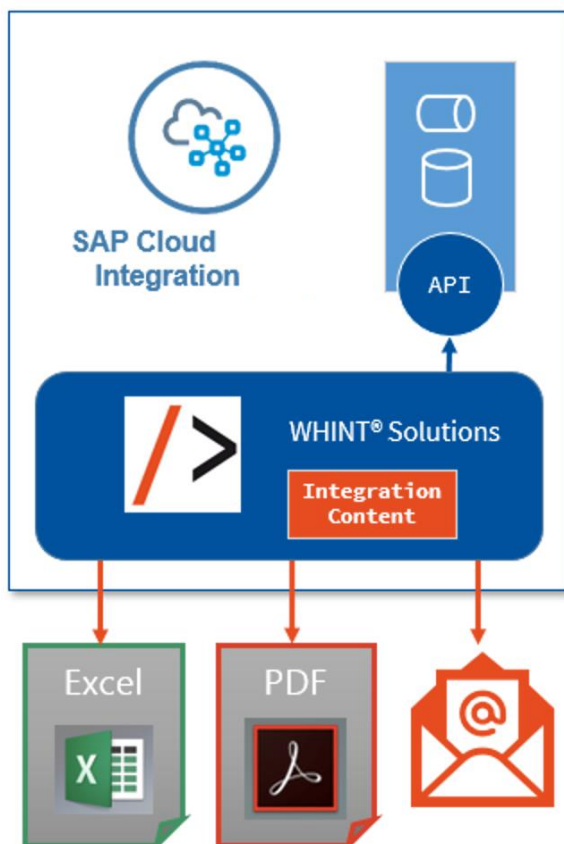 SAP Cloud
Integration
API
WHINT® Solutions
Integration
Content
Excel
PDF
X
@